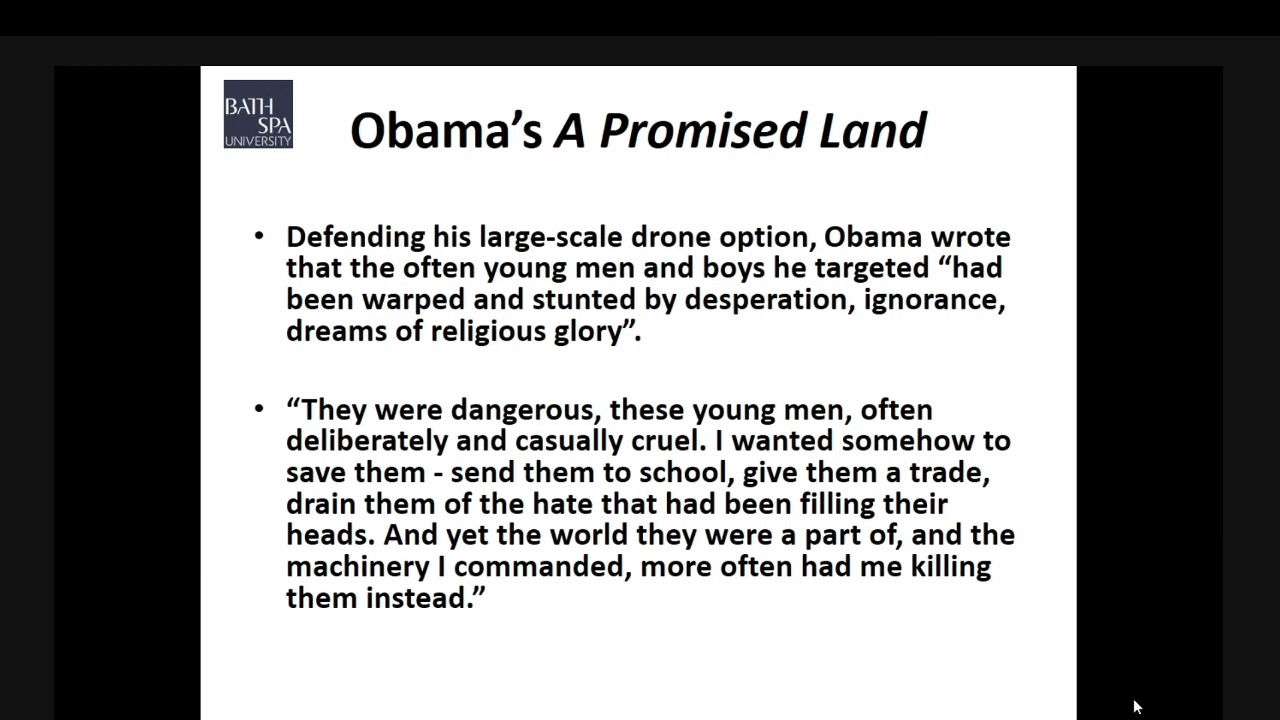 BATH
SPA
UNIVERSITY
Obama’s A Promised Land
• Defending his large-scale drone option, Obama wrote
that the often young men and boys he targeted “had
been warped and stunted by desperation, ignorance,
dreams of religious glory”.
• “They were dangerous, these young men, often
deliberately and casually cruel. I wanted somehow to
save them - send them to school, give them a trade,
drain them of the hate that had been filling their
heads. And yet the world they were a part of, and the
machinery I commanded, more often had me killing
them instead.”